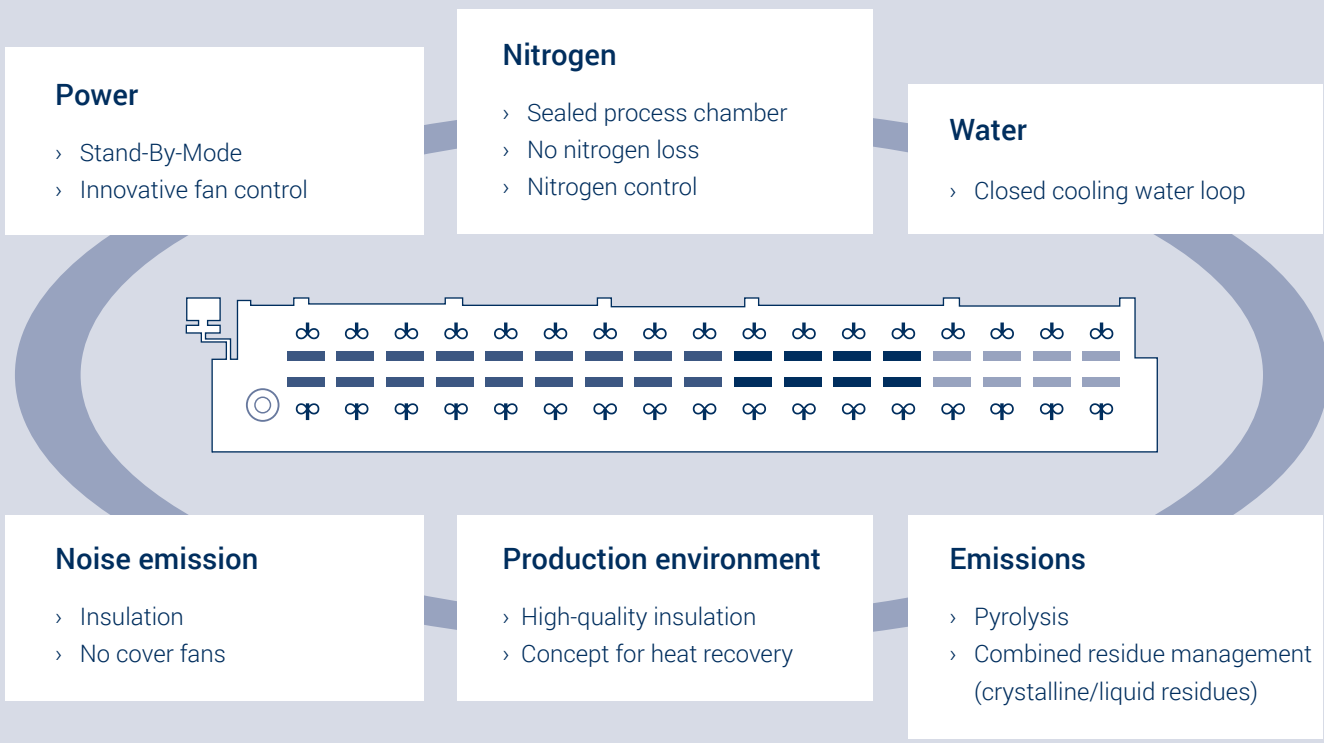 Power
› Stand-By-Mode
› Innovative fan control
Nitrogen
› Sealed process chamber
› No nitrogen loss
› Nitrogen control
Water
› Closed cooling water loop
Noise emission
› Insulation
› No cover fans
Production environment
› High-quality insulation
› Concept for heat recovery
Emissions
› Pyrolysis
› Combined residue management
(crystalline/liquid residues)